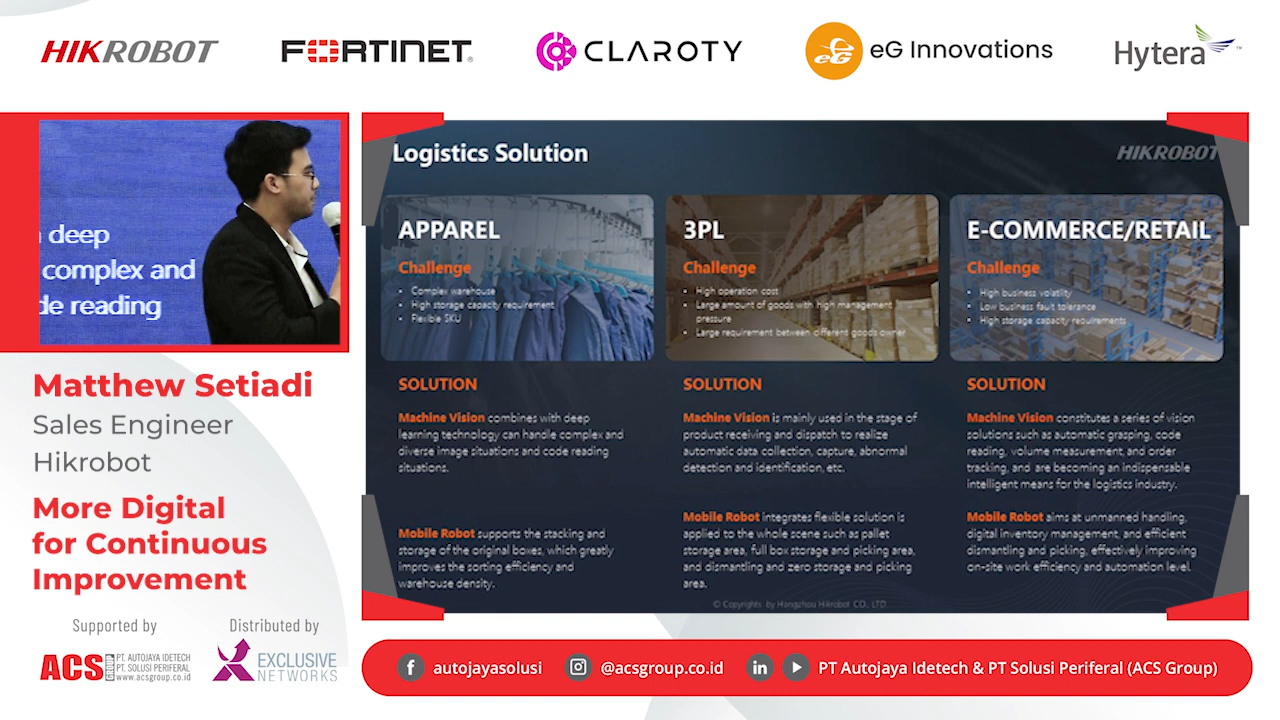 HIKROBOT
FORTINET
CLAROTY
eG Innovations
Hytera
deep
complex and
de reading
Matthew Setiadi
Sales Engineer
Hikrobot
More Digital
for Continuous
Improvement
Supported by
ACS
PT. AUTOJAYA IDETECH
PT. SOLUSI PERIFERAL
www.acsgroup.co.id
Distributed by
EXCLUSIVE
NETWORKS
Logistics Solution
HIKROBOT
APPAREL
Challenge
• Complex warehouse
• High storage capacity requirement
• Flexible SKU
SOLUTION
Machine Vision combines with deep
learning technology can handle complex and
diverse image situations and code reading
situations.
Mobile Robot supports the stacking and
storage of the original boxes, which greatly
improves the sorting efficiency and
warehouse density.
3PL
Challenge
• High operation cost
• Large amount of goods with high management
pressure
• Large requirement between different goods owner
SOLUTION
Machine Vision is mainly used in the stage of
product receiving and dispatch to realize
automatic data collection, capture, abnormal
detection and identification, etc.
Mobile Robot integrates flexible solution is
applied to the whole scene such as pallet
storage area, full box storage and picking area,
and dismantling and zero storage and picking
area.
E-COMMERCE/RETAIL
Challenge
• High business volatility
• Low business fault tolerance
• High storage capacity requirements
SOLUTION
Machine Vision constitutes a series of vision
solutions such as automatic grasping, code
reading, volume measurement, and order
tracking, and are becoming an indispensable
intelligent means for the logistics industry.
Mobile Robot aims at unmanned handling,
digital inventory management, and efficient
dismantling and picking, effectively improving
on-site work efficiency and automation level.
© Copyrights by Hangzhou Hikrobot CO., LTD.
autojayasolusi
@acsgroup.co.id
PT Autojaya Idetech & PT Solusi Periferal (ACS Group)